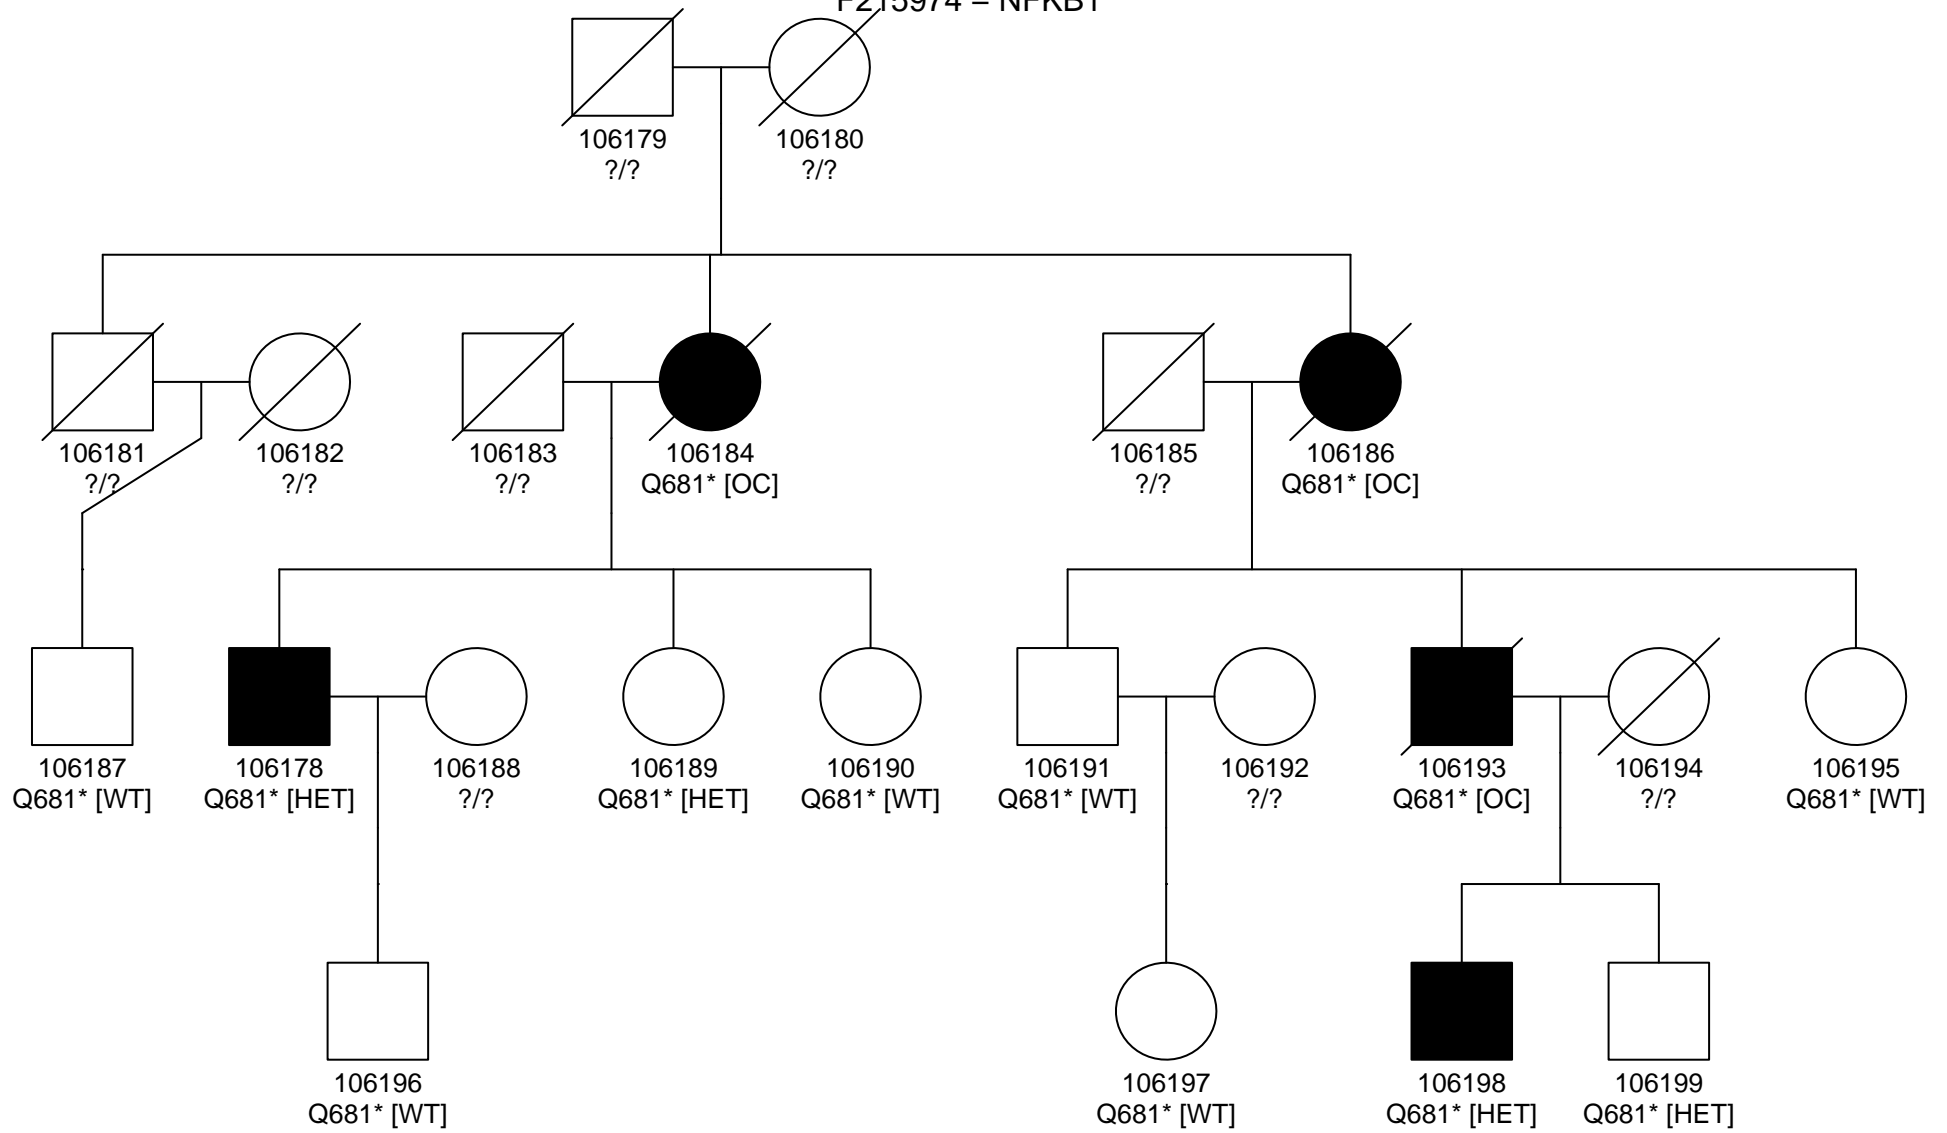 F215974 = NFKB1
106179
?/?
106180
?/?
106181
?/?
106182
?/?
106183
?/?
106184
Q681* [OC]
106185
?/?
106186
Q681* [OC]
106187
Q681* [WT]
106178
Q681* [HET]
106188
?/?
106189
Q681* [HET]
106190
Q681* [WT]
106191
Q681* [WT]
106192
?/?
106193
Q681* [OC]
106194
?/?
106195
Q681* [WT]
106196
Q681* [WT]
106197
Q681* [WT]
106198
Q681* [HET]
106199
Q681* [HET]